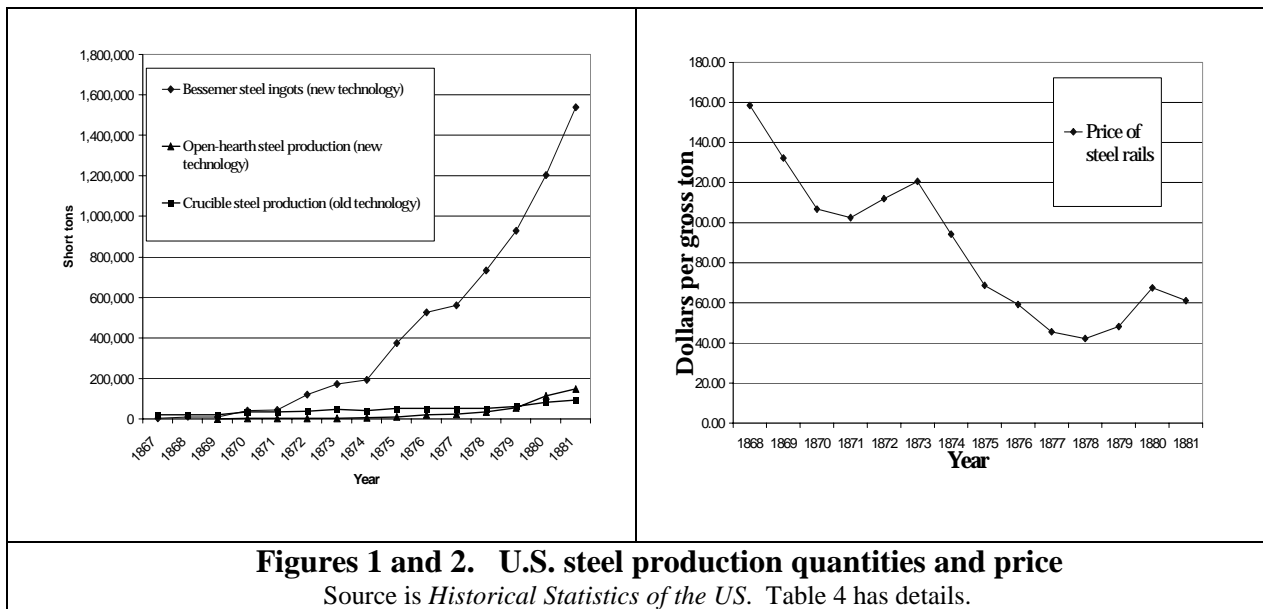 1,800,000
1,600,000
1,400,000
1,200,000
1,000,000
800,000
600,000
400,000
200,000
0
Short tons
Bessemer steel ingots (new technology)
Open-hearth steel production (new
technology)
Crucible steel production (old technology)
1867 1868 1869 1870 1871 1872 1873 1874 1875 1876 1877 1878 1879 1880 1881
Year
180.00
160.00
140.00
120.00
100.00
80.00
60.00
40.00
20.00
0.00
Dollars per gross ton
Price of
steel rails
1868 1869 1870 1871 1872 1873 1874 1875 1876 1877 1878 1879 1880 1881
Year
Figures 1 and 2. U.S. steel production quantities and price
Source is Historical Statistics of the US. Table 4 has details.